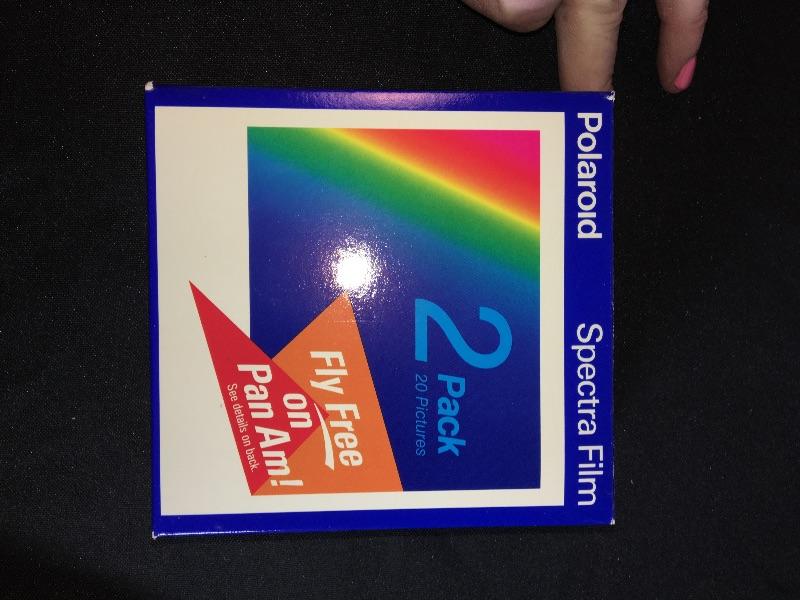 Polaroid Spectra Film
2 Pack
20 Pictures
Fly Free
on
Pan Am!
See details on back.